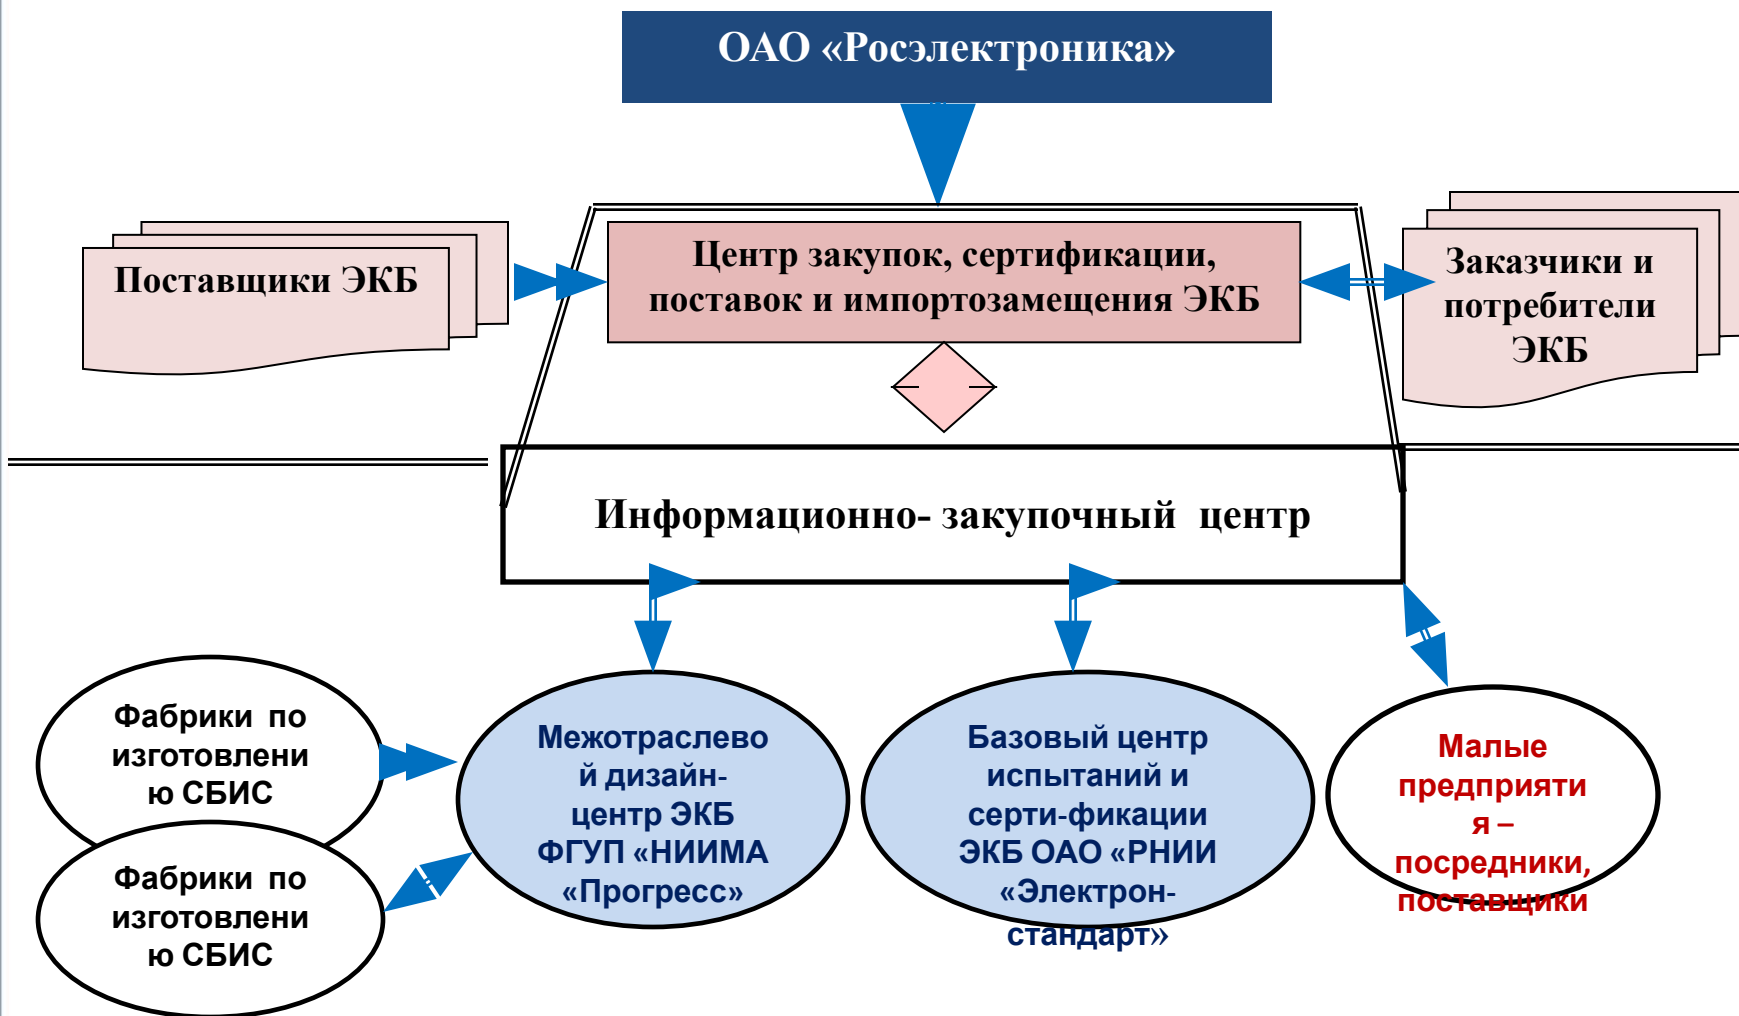 ОАО «Росэлектроника»
Поставщики ЭКБ
Центр закупок, сертификации,
поставок и импортозамещения ЭКБ
Заказчики и
потребители
ЭКБ
Информационно- закупочный центр
Фабрики по
изготовлени
ю СБИС
Фабрики по
изготовлени
ю СБИС
Межотраслево
й дизайн-
центр ЭКБ
ФГУП «НИИМА
«Прогресс»
Базовый центр
испытаний и
серти-фикации
ЭКБ ОАО «РНИИ
«Электрон-
стандарт»
Малые
предприяти
я –
посредники,
поставщики